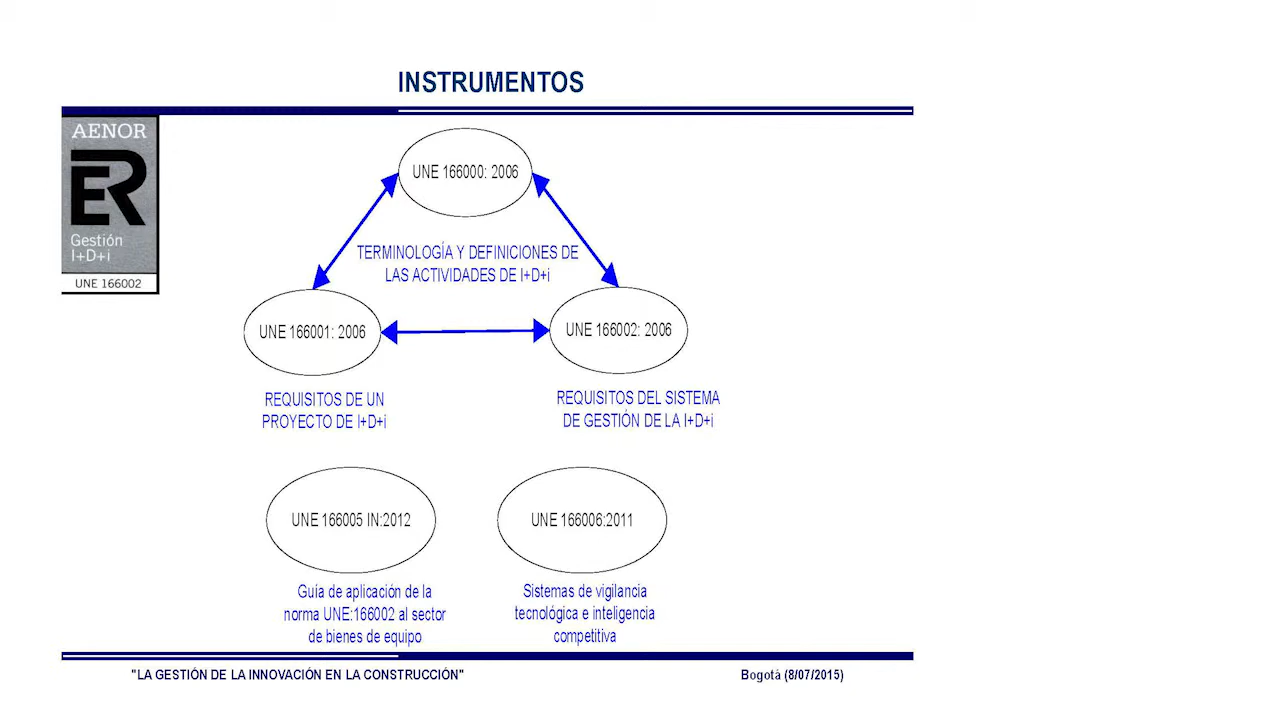 INSTRUMENTOS
AENOR
ER
Gestión
I+D+i
UNE 166002
UNE 166000: 2006
TERMINOLOGÍA Y DEFINICIONES DE
LAS ACTIVIDADES DE I+D+i
UNE 166001: 2006
UNE 166002: 2006
REQUISITOS DE UN
PROYECTO DE I+D+i
REQUISITOS DEL SISTEMA
DE GESTIÓN DE LA I+D+i
UNE 166005 IN:2012
UNE 166006:2011
Guía de aplicación de la
norma UNE:166002 al sector
de bienes de equipo
Sistemas de vigilancia
tecnológica e inteligencia
competitiva
"LA GESTIÓN DE LA INNOVACIÓN EN LA CONSTRUCCIÓN"
Bogotá (8/07/2015)